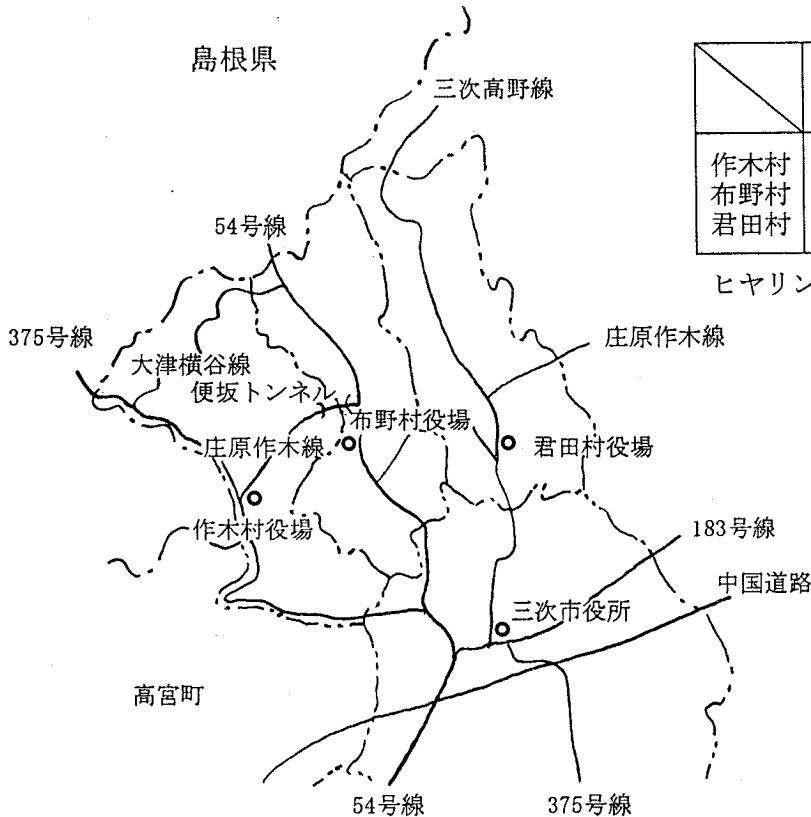 島根県
三次高野線
作木村
布野村
君田村
ヒヤリン
54号線
375号線
大津横谷線
便坂トンネル
庄原作木線
布野村役場
庄原作木線
君田村役場
作木村役場
183号線
中国道路
三次市役所
高宮町
54号線
375号線